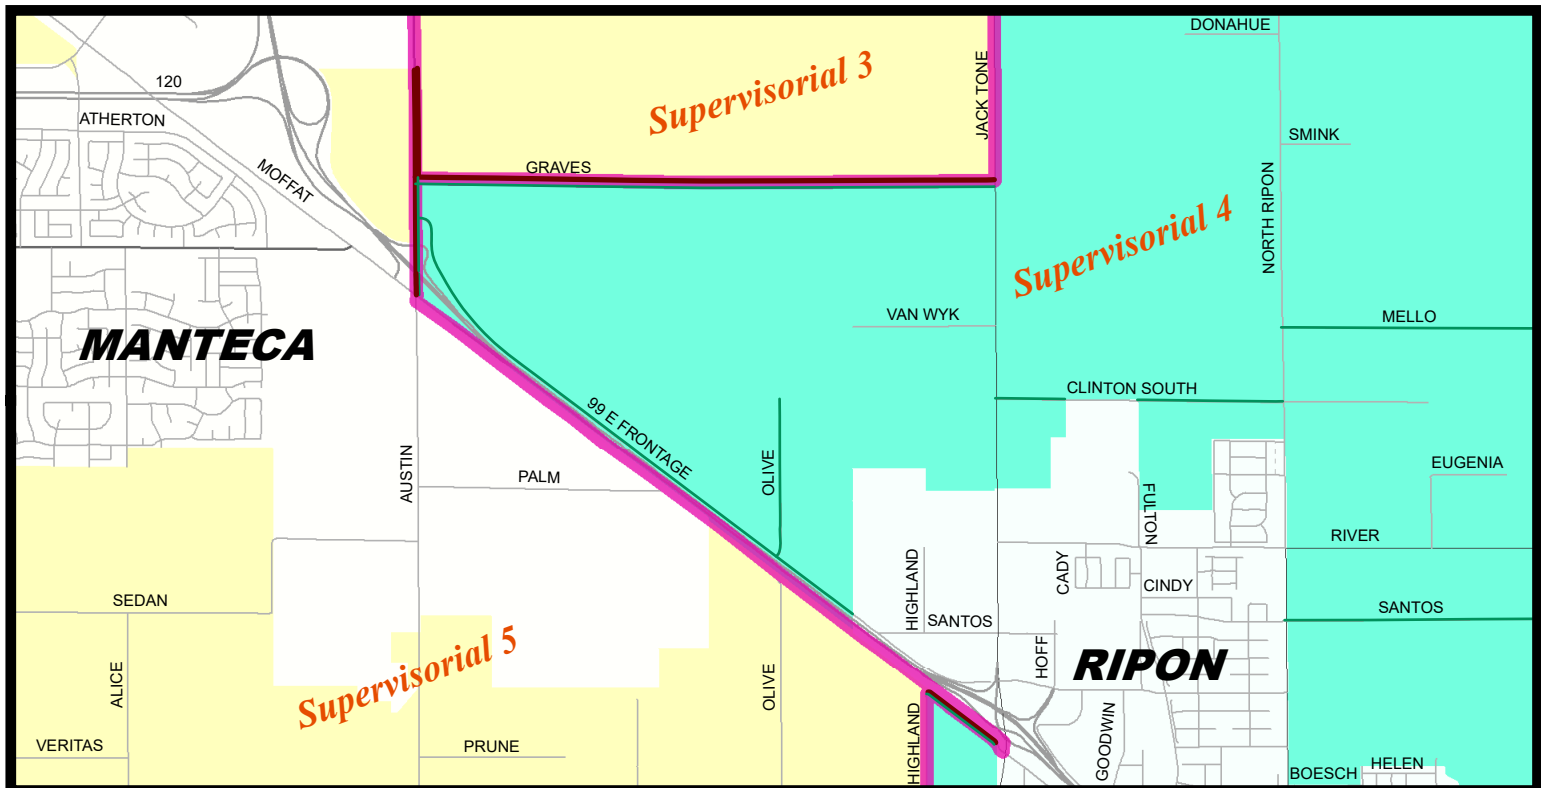 DONAHUE
120
Supervisorial 3
JACK TONE
ATHERTON
SMINK
MOFFAT
GRAVES
NORTH RIPON
Supervisorial 4
VAN WYK
MELLO
MANTECA
CLINTON SOUTH
99 E FRONTAGE
AUSTIN
PALM
OLIVE
EUGENIA
FULTON
RIVER
HIGHLAND
CADY
CINDY
SEDAN
SANTOS
SANTOS
HOFF
RIPON
Supervisorial 5
ALICE
OLIVE
HIGHLAND
GOODWIN
VERITAS
PRUNE
BOESCH
HELEN